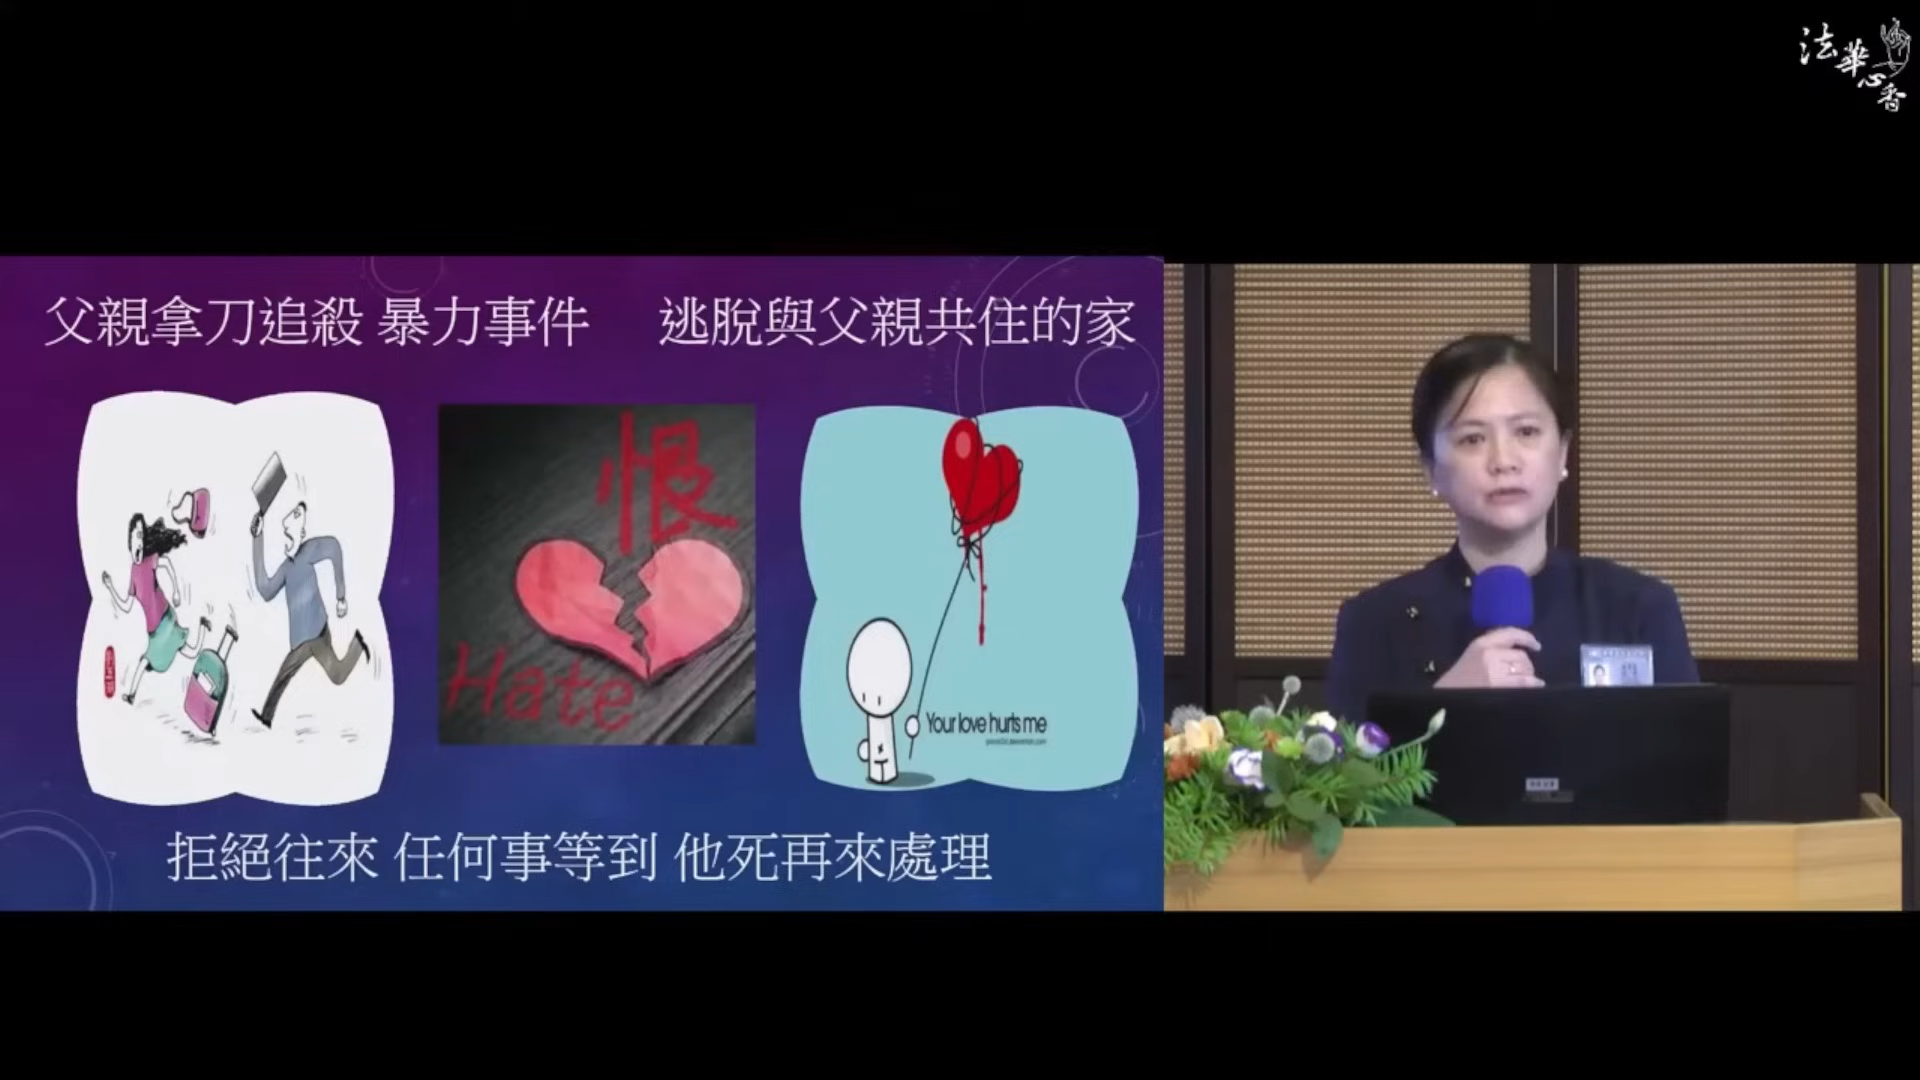 法華心香
父親拿刀追殺 暴力事件
逃脫與父親共住的家
恨
Hate
Your love hurts me
拒絕往來 任何事等到 他死再來處理